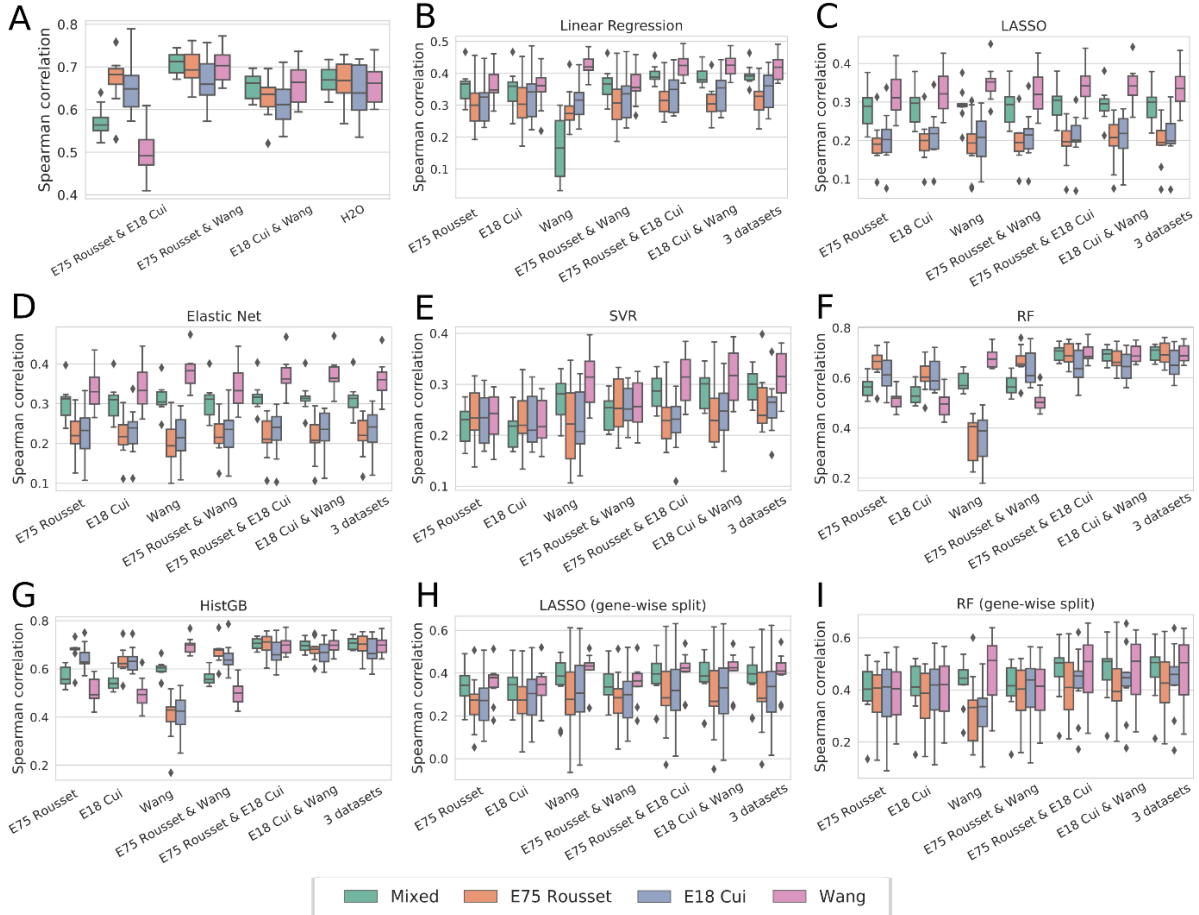 A
Spearman correlation
0.8
0.7
0.6
0.5
0.4
E75 Rousset & E18 Cui
E75 Rousset & Wang
E18 Cui & Wang
H2O
B
Linear Regression
Spearman correlation
0.5
0.4
0.3
0.2
0.1
E75 Rousset
E18 Cui
Wang
E75 Rousset & Wang
E75 Rousset & E18 Cui
E18 Cui & Wang
3 datasets
C
LASSO
Spearman correlation
0.4
0.3
0.2
0.1
E75 Rousset
E18 Cui
Wang
E75 Rousset & Wang
E75 Rousset & E18 Cui
E18 Cui & Wang
3 datasets
D
Elastic Net
Spearman correlation
0.4
0.3
0.2
0.1
E75 Rousset
E18 Cui
Wang
E75 Rousset & Wang
E75 Rousset & E18 Cui
E18 Cui & Wang
3 datasets
E
SVR
Spearman correlation
0.4
0.3
0.2
0.1
E75 Rousset
E18 Cui
Wang
E75 Rousset & Wang
E75 Rousset & E18 Cui
E18 Cui & Wang
3 datasets
F
RF
Spearman correlation
0.8
0.6
0.4
0.2
E75 Rousset
E18 Cui
Wang
E75 Rousset & Wang
E75 Rousset & E18 Cui
E18 Cui & Wang
3 datasets
G
HistGB
Spearman correlation
0.8
0.6
0.4
0.2
E75 Rousset
E18 Cui
Wang
E75 Rousset & Wang
E75 Rousset & E18 Cui
E18 Cui & Wang
3 datasets
H
LASSO (gene-wise split)
Spearman correlation
0.6
0.4
0.2
0.0
E75 Rousset
E18 Cui
Wang
E75 Rousset & Wang
E75 Rousset & E18 Cui
E18 Cui & Wang
3 datasets
I
RF (gene-wise split)
Spearman correlation
0.6
0.4
0.2
E75 Rousset
E18 Cui
Wang
E75 Rousset & Wang
E75 Rousset & E18 Cui
E18 Cui & Wang
3 datasets
Mixed
E75 Rousset
E18 Cui
Wang